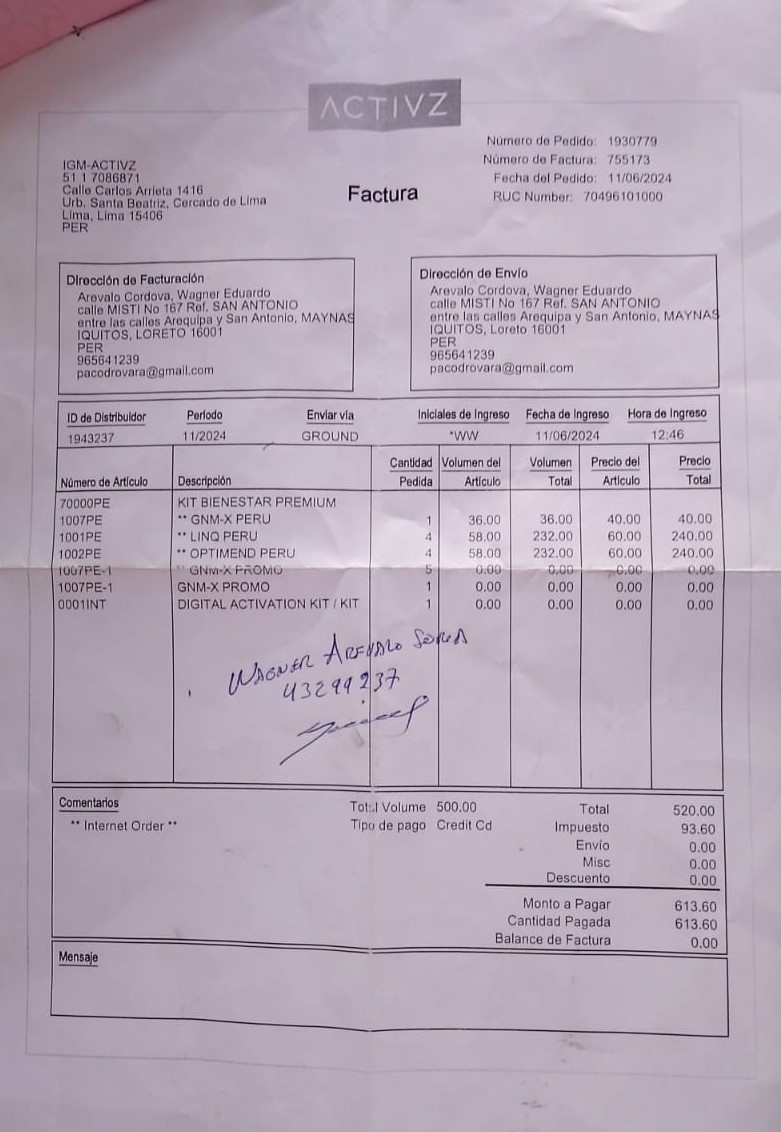 ACTIVZ
Número de Pedido: 1930779
Número de Factura: 755173
Fecha del Pedido: 11/06/2024
RUC Number: 70496101000
IGM-ACTIVZ
51 1 7086871
Calle Carlos Arrieta 1416
Urb. Santa Beatriz, Cercado de Lima
Lima, Lima 15406
PER
Factura
Dirección de Facturación
Arevalo Cordova, Wagner Eduardo
calle MISTI No 167 Ref. SAN ANTONIO
entre las calles Arequipa y San Antonio, MAYNAS
IQUITOS, LORETO 16001
PER
965641239
pacodrovara@gmail.com
Dirección de Envío
Arevalo Cordova, Wagner Eduardo
calle MISTI No 167 Ref. SAN ANTONIO
entre las calles Arequipa y San Antonio, MAYNAS
IQUITOS, Loreto 16001
PER
965641239
pacodrovara@gmail.com
ID de Distribuidor Período Enviar vía Iniciales de Ingreso Fecha de Ingreso Hora de Ingreso
1943237 11/2024 GROUND *WW 11/06/2024 12:46
Número de Artículo Descripción Cantidad Pedida Volumen del Artículo Volumen Total Precio del Artículo Precio Total
70000PE KIT BIENESTAR PREMIUM
1007PE ** GNM-X PERU 1 36.00 36.00 40.00 40.00
1001PE ** LINQ PERU 4 58.00 232.00 60.00 240.00
1002PE ** OPTIMEND PERU 4 58.00 232.00 60.00 240.00
1007PE-1 ** GNM-X PROMO 5 0.00 0.00 0.00 0.00
1007PE-1 GNM-X PROMO 1 0.00 0.00 0.00 0.00
0001INT DIGITAL ACTIVATION KIT / KIT 1 0.00 0.00 0.00 0.00
WAGNER AREVALO
43299237
Comentarios
** Internet Order **
Total Volume 500.00
Tipo de pago Credit Cd
Total 520.00
Impuesto 93.60
Envío 0.00
Misc 0.00
Descuento 0.00
Monto a Pagar 613.60
Cantidad Pagada 613.60
Balance de Factura 0.00
Mensaje